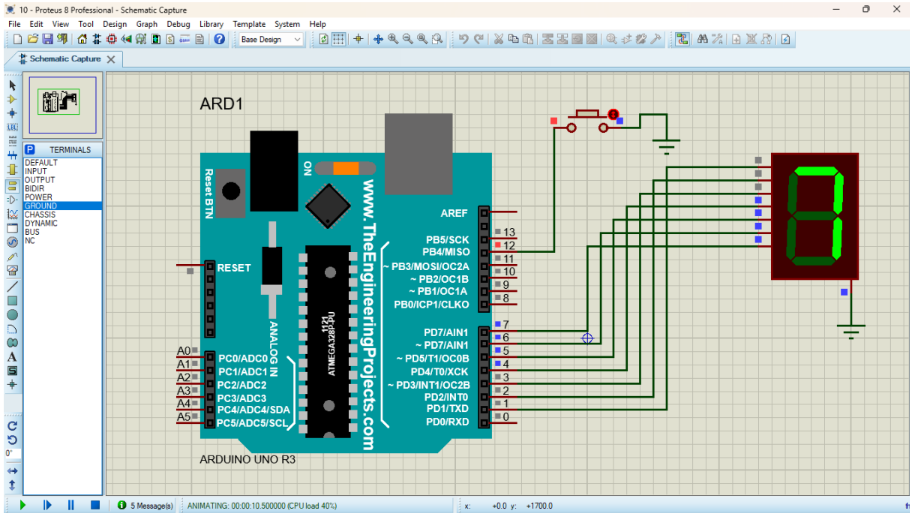 10 - Proteus 8 Professional - Schematic Capture
File Edit View Tool Design Graph Debug Library Template System Help
Base Design
Schematic Capture
P TERMINALS
DEFAULT
INPUT
OUTPUT
BIDIR
POWER
GROUND
CHASSIS
DYNAMIC
BUS
NC
ARD1
Reset BTN
ON
www.TheEngineeringProjects.com
1121
ATMEGA328P-PU
ANALOG IN
RESET
A0 PC0/ADC0
A1 PC1/ADC1
A2 PC2/ADC2
A3 PC3/ADC3
A4 PC4/ADC4/SDA
A5 PC5/ADC5/SCL
AREF
PB5/SCK 13
PB4/MISO 12
~ PB3/MOSI/OC2A 11
~ PB2/OC1B 10
~ PB1/OC1A 9
PB0/ICP1/CLKO 8
PD7/AIN1 7
~ PD7/AIN1 6
~ PD5/T1/OC0B 5
PD4/T0/XCK 4
~ PD3/INT1/OC2B 3
PD2/INT0 2
PD1/TXD 1
PD0/RXD 0
ARDUINO UNO R3
0°
5 Message(s) ANIMATING: 00:00:10.500000 (CPU load 40%) x: +0.0 y: +1700.0